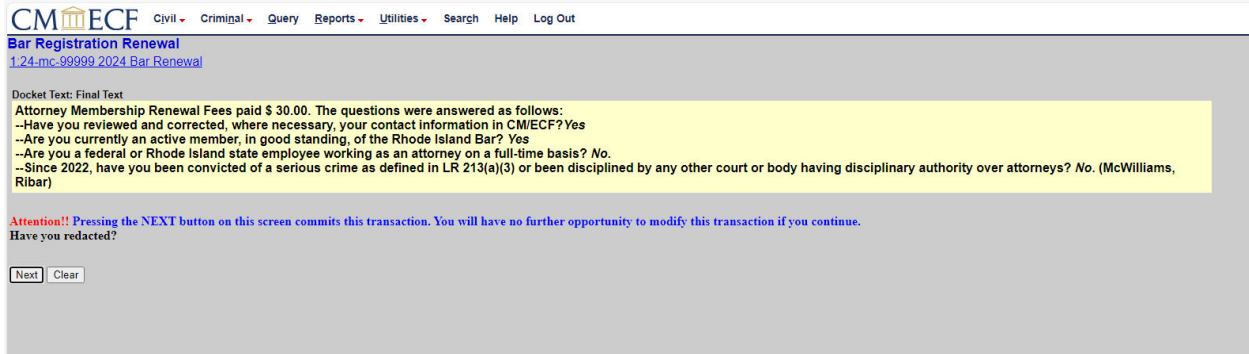 CM ECF Civil Criminal Query Reports Utilities Search Help Log Out
Bar Registration Renewal
1:24-mc-99999 2024 Bar Renewal
Docket Text: Final Text
Attorney Membership Renewal Fees paid $ 30.00. The questions were answered as follows:
--Have you reviewed and corrected, where necessary, your contact information in CM/ECF?Yes
--Are you currently an active member, in good standing, of the Rhode Island Bar? Yes
--Are you a federal or Rhode Island state employee working as an attorney on a full-time basis? No.
--Since 2022, have you been convicted of a serious crime as defined in LR 213(a)(3) or been disciplined by any other court or body having disciplinary authority over attorneys? No. (McWilliams,
Ribar)
Attention!! Pressing the NEXT button on this screen commits this transaction. You will have no further opportunity to modify this transaction if you continue.
Have you redacted?
Next Clear